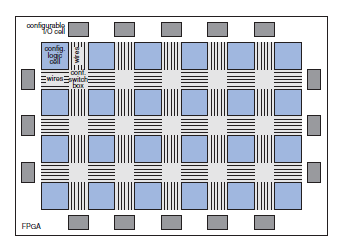 configurable
I/O cell
config.
logic
cell
wires
wires
conf.
switch
box
FPGA